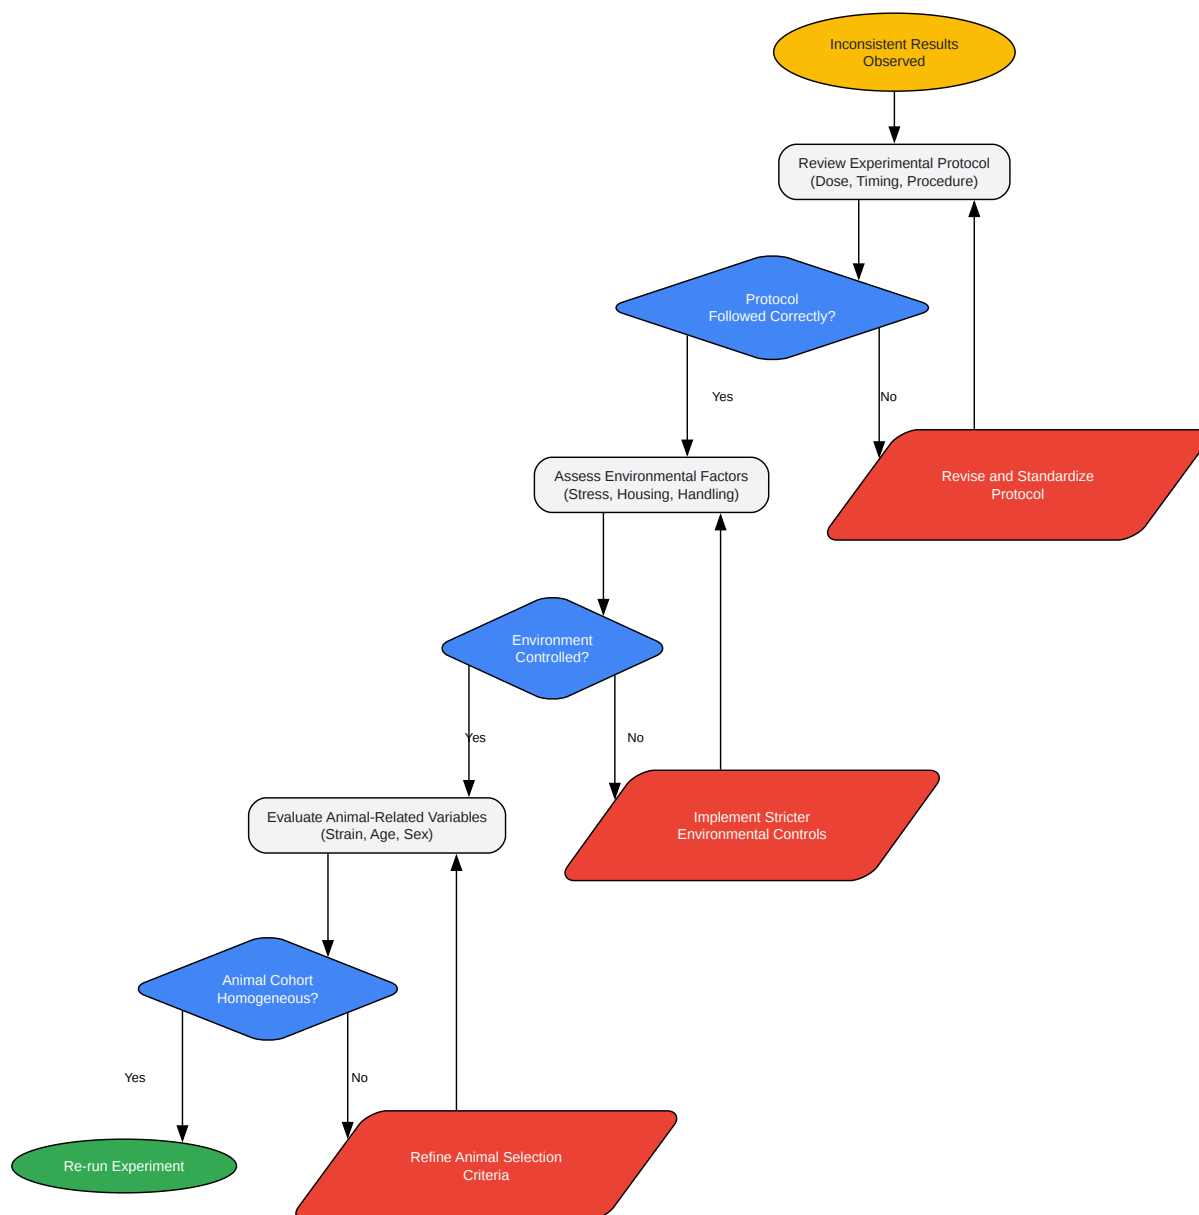 Inconsistent Results
Observed
Review Experimental Protocol
(Dose, Timing, Procedure)
Protocol
Followed Correctly?
Yes
No
Revise and Standardize
Protocol
Assess Environmental Factors
(Stress, Housing, Handling)
Environment
Controlled?
Yes
No
Implement Stricter
Environmental Controls
Evaluate Animal-Related Variables
(Strain, Age, Sex)
Animal Cohort
Homogeneous?
Yes
No
Re-run Experiment
Refine Animal Selection
Criteria